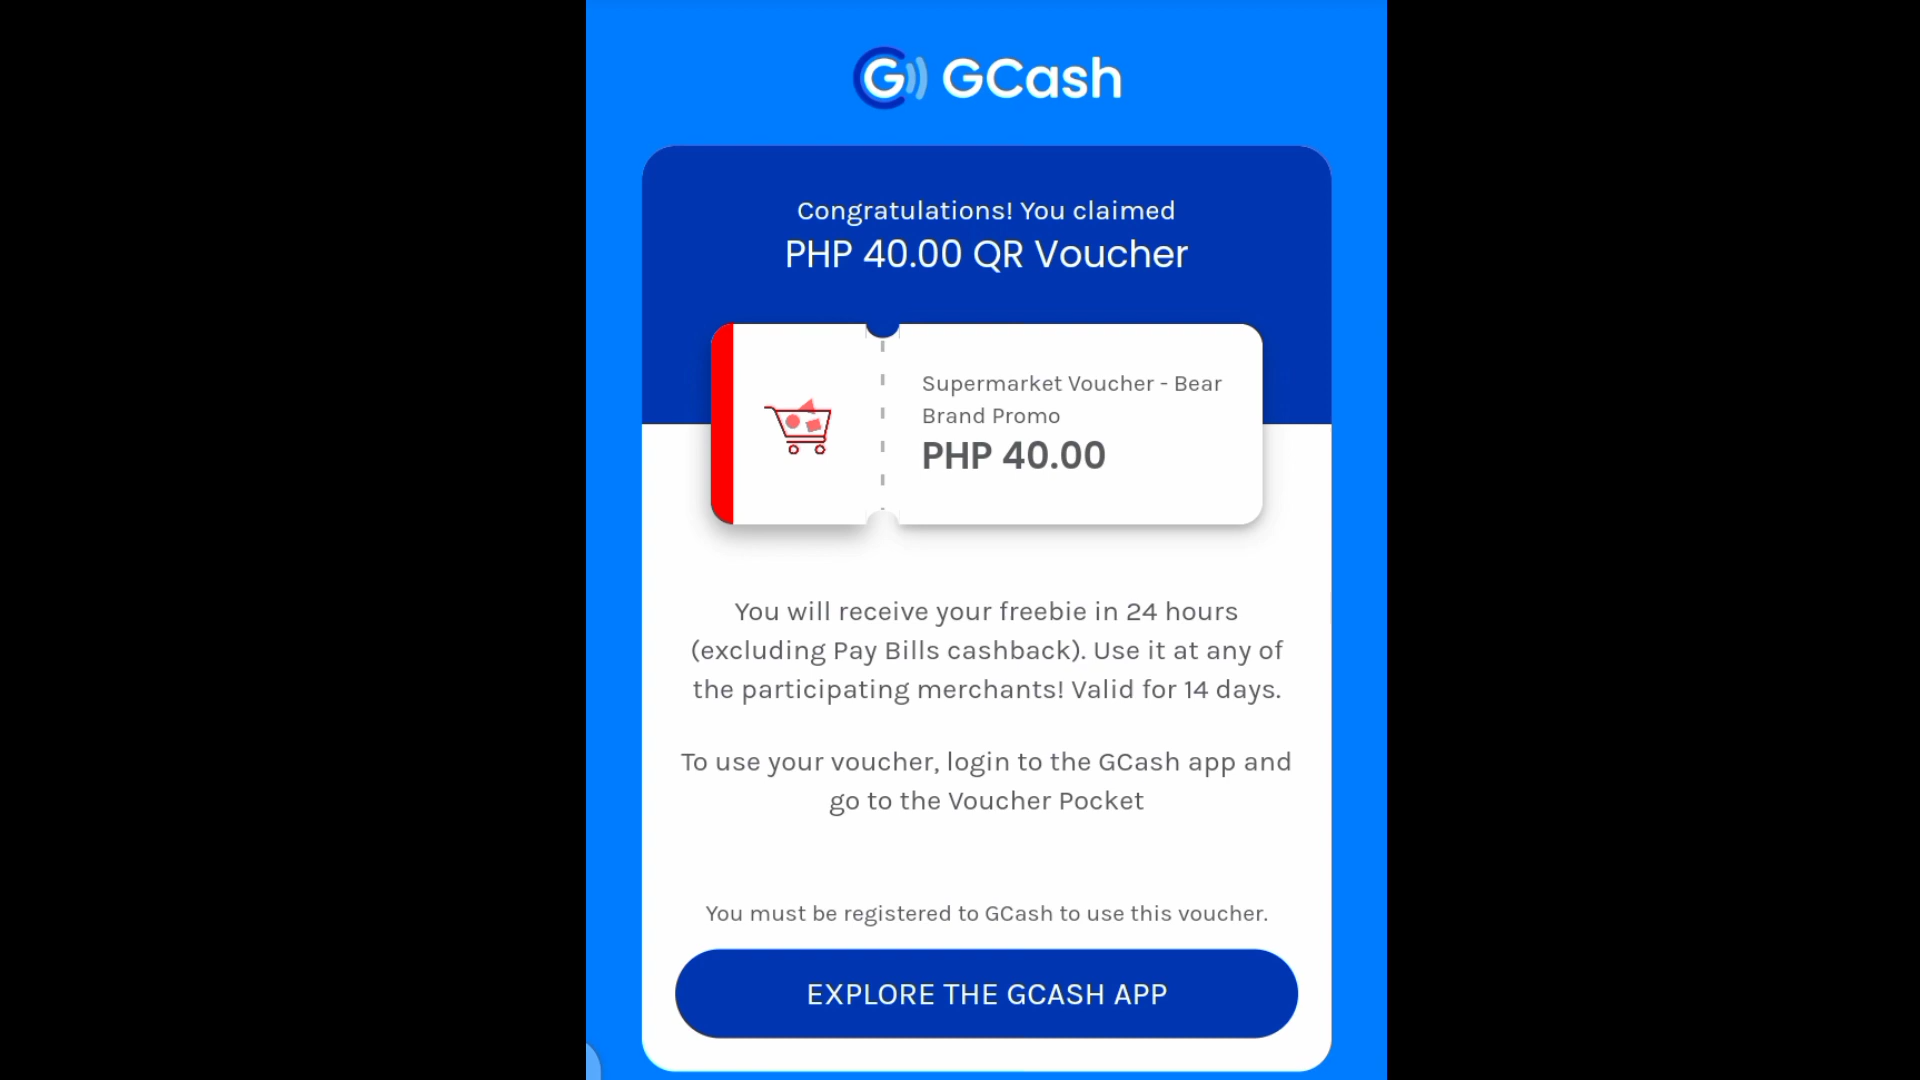 GCash
Congratulations! You claimed
PHP 40.00 QR Voucher
Supermarket Voucher - Bear
Brand Promo
PHP 40.00
You will receive your freebie in 24 hours
(excluding Pay Bills cashback). Use it at any of
the participating merchants! Valid for 14 days.
To use your voucher, login to the GCash app and
go to the Voucher Pocket
You must be registered to GCash to use this voucher.
EXPLORE THE GCASH APP